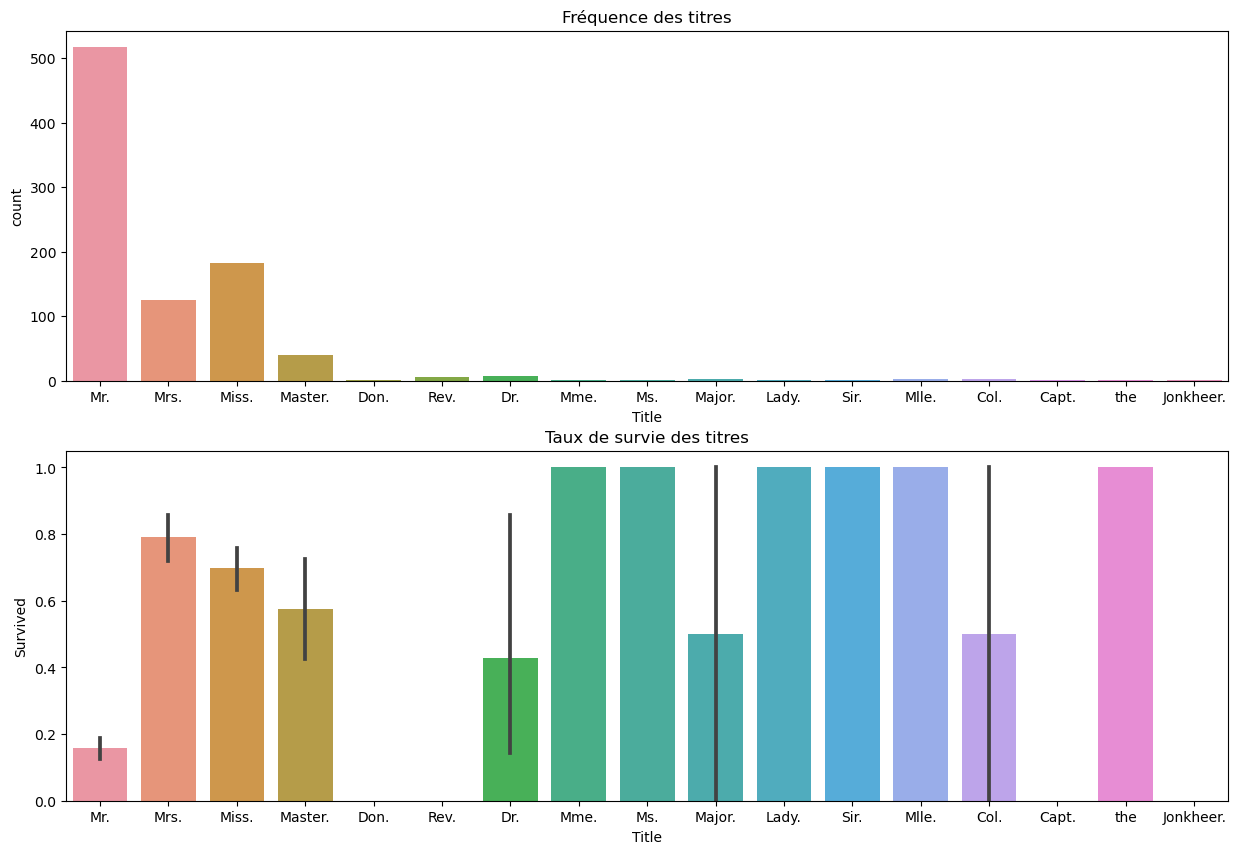 Fréquence des titres
500
400
300
200
100
0
count
Mr. Mrs. Miss. Master. Don. Rev. Dr. Mme. Ms. Major. Lady. Sir. Mlle. Col. Capt. the Jonkheer.
Title
Taux de survie des titres
1.0
0.8
0.6
0.4
0.2
0.0
Survived
Mr. Mrs. Miss. Master. Don. Rev. Dr. Mme. Ms. Major. Lady. Sir. Mlle. Col. Capt. the Jonkheer.
Title